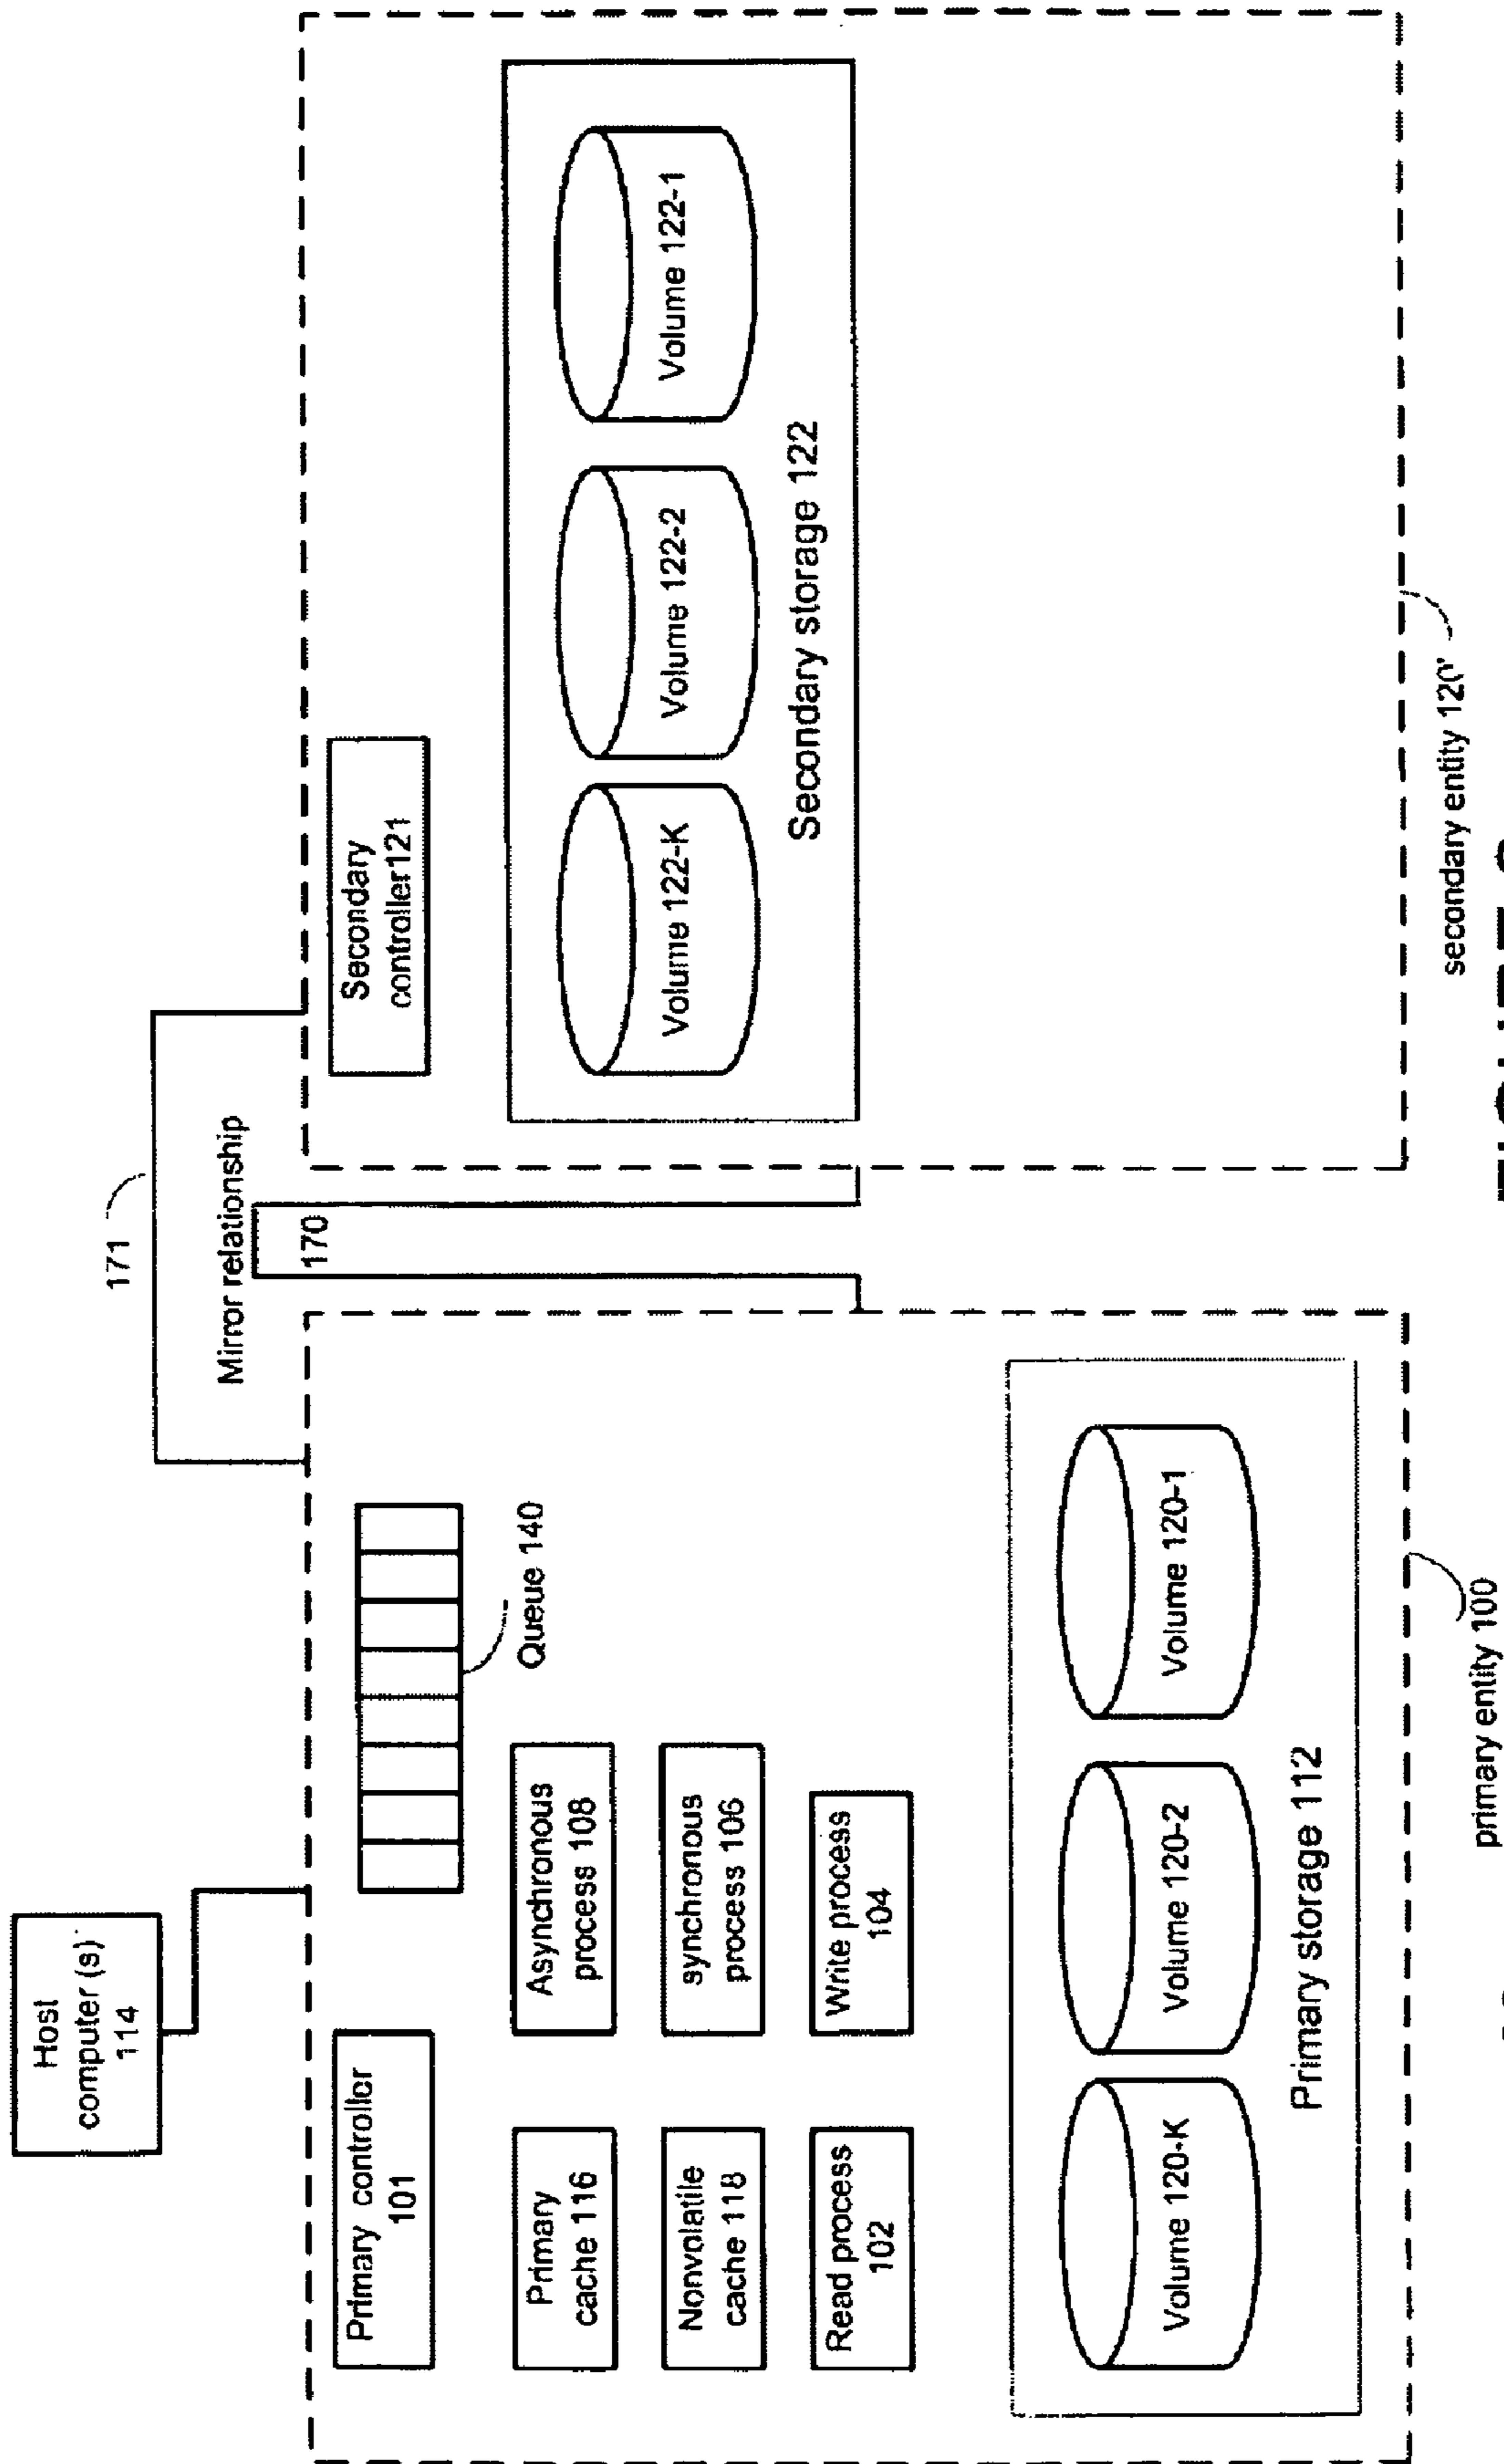 Host
computer (s)
114
171
Mirror relationship
170
Primary controller
101
Queue 140
Primary
cache 116
Asynchronous
process 108
Nonvolatile
cache 118
synchronous
process 106
Read process
102
Write process
104
Volume 120-K
Volume 120-2
Volume 120-1
Primary storage 112
primary entity 100
Secondary
controller121
Volume 122-K
Volume 122-2
Volume 122-1
Secondary storage 122
secondary entity 120'